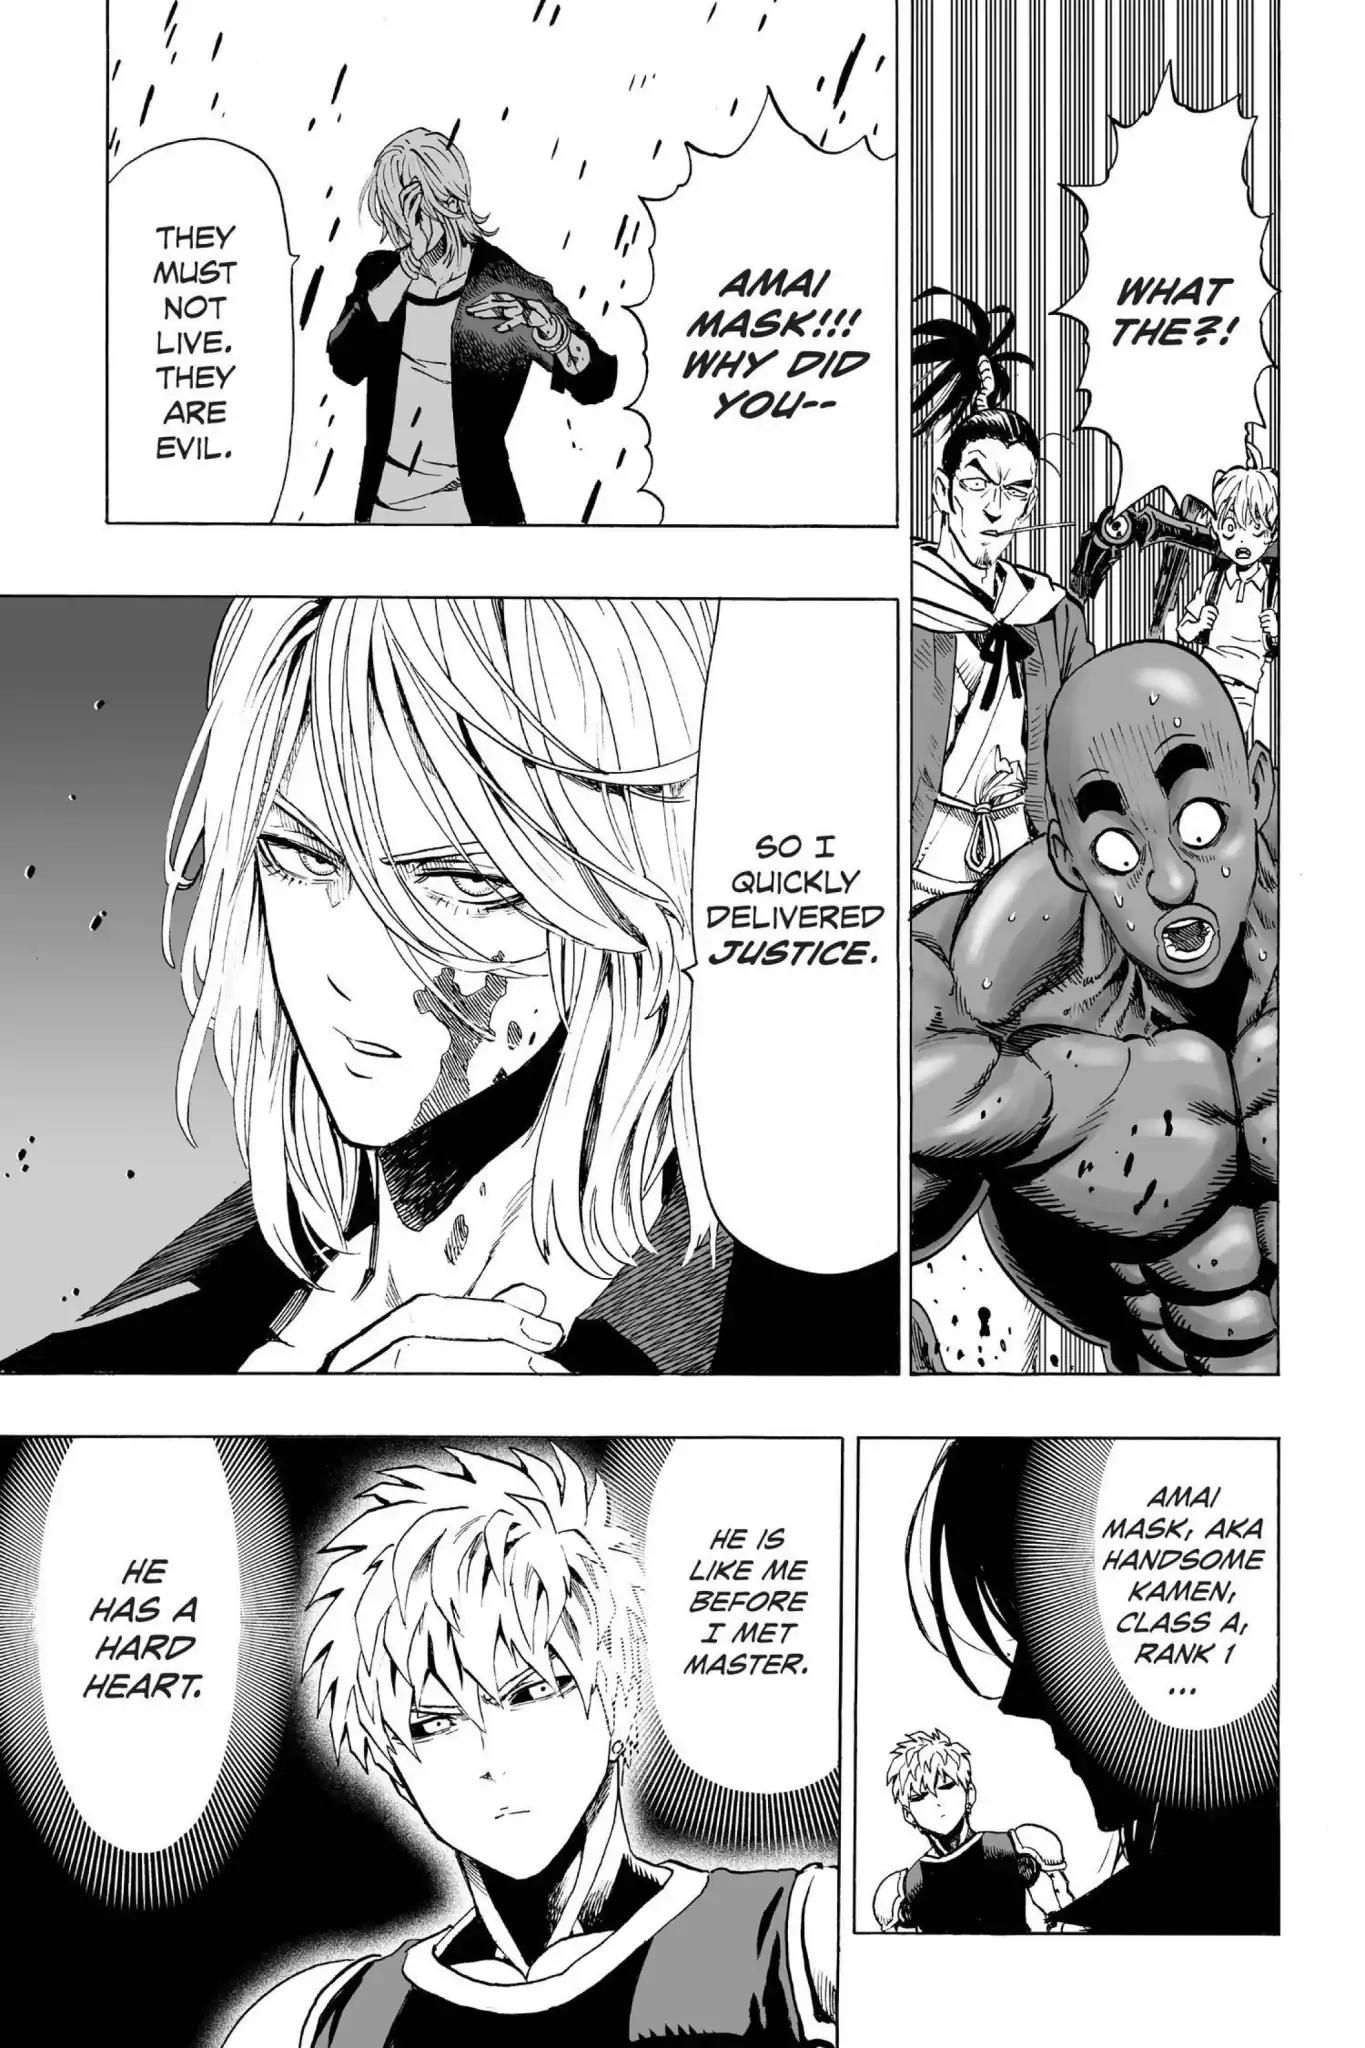 WHAT
THE?!
AMAI
MASK!!!
WHY DID
YOU--
THEY
MUST
NOT
LIVE.
THEY
ARE
EVIL.
SO I
QUICKLY
DELIVERED
JUSTICE.
AMAI
MASK, AKA
HANDSOME
KAMEN,
CLASS A,
RANK 1
...
HE IS
LIKE ME
BEFORE
I MET
MASTER.
HE
HAS A
HARD
HEART.